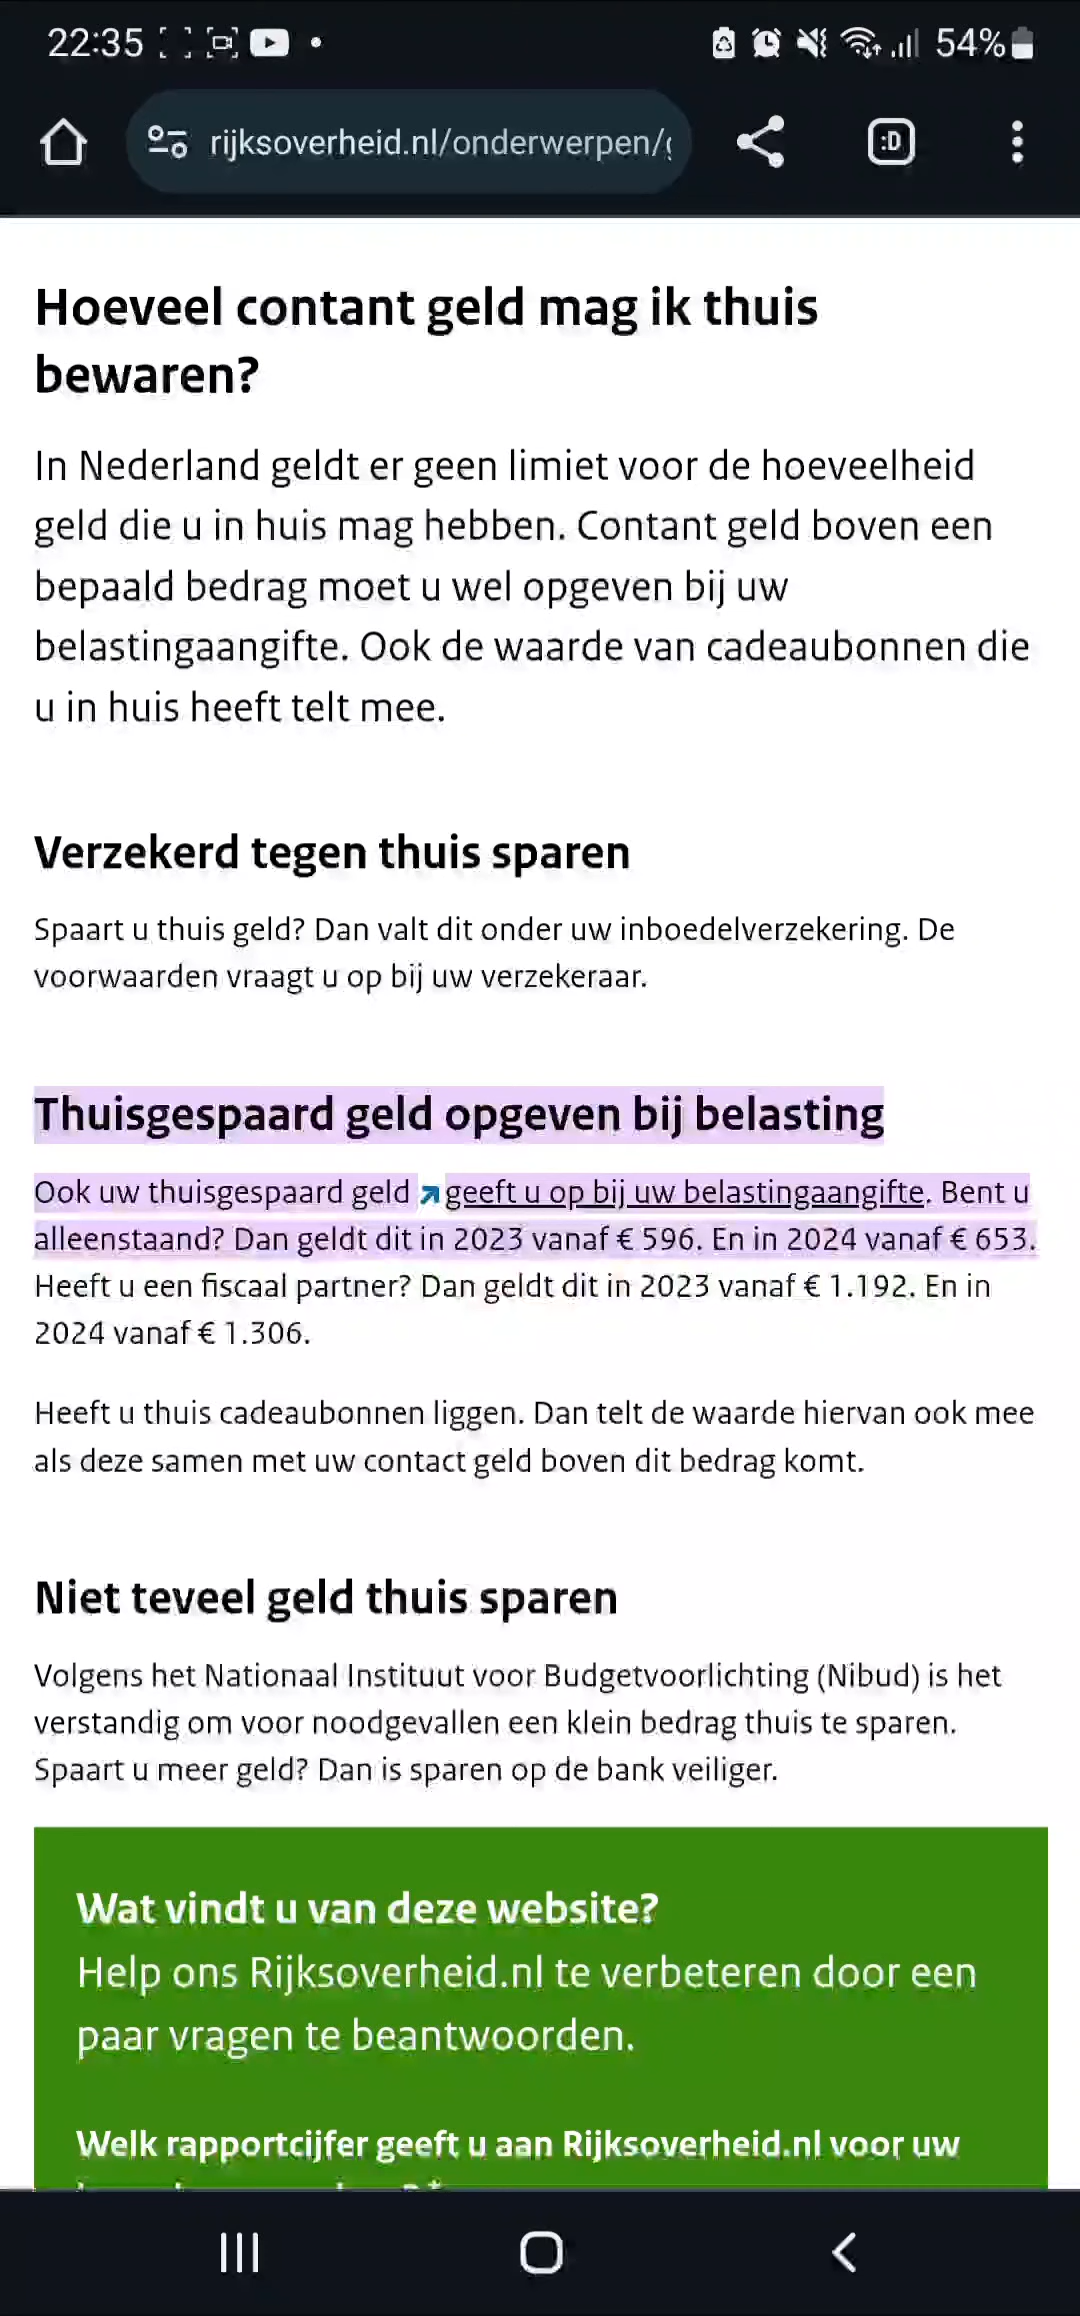 22:35
54%
rijksoverheid.nl/onderwerpen/
:D
Hoeveel contant geld mag ik thuis
bewaren?
In Nederland geldt er geen limiet voor de hoeveelheid
geld die u in huis mag hebben. Contant geld boven een
bepaald bedrag moet u wel opgeven bij uw
belastingaangifte. Ook de waarde van cadeaubonnen die
u in huis heeft telt mee.
Verzekerd tegen thuis sparen
Spaart u thuis geld? Dan valt dit onder uw inboedelverzekering. De
voorwaarden vraagt u op bij uw verzekeraar.
Thuisgespaard geld opgeven bij belasting
Ook uw thuisgespaard geld geeft u op bij uw belastingaangifte. Bent u
alleenstaand? Dan geldt dit in 2023 vanaf € 596. En in 2024 vanaf € 653.
Heeft u een fiscaal partner? Dan geldt dit in 2023 vanaf € 1.192. En in
2024 vanaf € 1.306.
Heeft u thuis cadeaubonnen liggen. Dan telt de waarde hiervan ook mee
als deze samen met uw contact geld boven dit bedrag komt.
Niet teveel geld thuis sparen
Volgens het Nationaal Instituut voor Budgetvoorlichting (Nibud) is het
verstandig om voor noodgevallen een klein bedrag thuis te sparen.
Spaart u meer geld? Dan is sparen op de bank veiliger.
Wat vindt u van deze website?
Help ons Rijksoverheid.nl te verbeteren door een
paar vragen te beantwoorden.
Welk rapportcijfer geeft u aan Rijksoverheid.nl voor uw